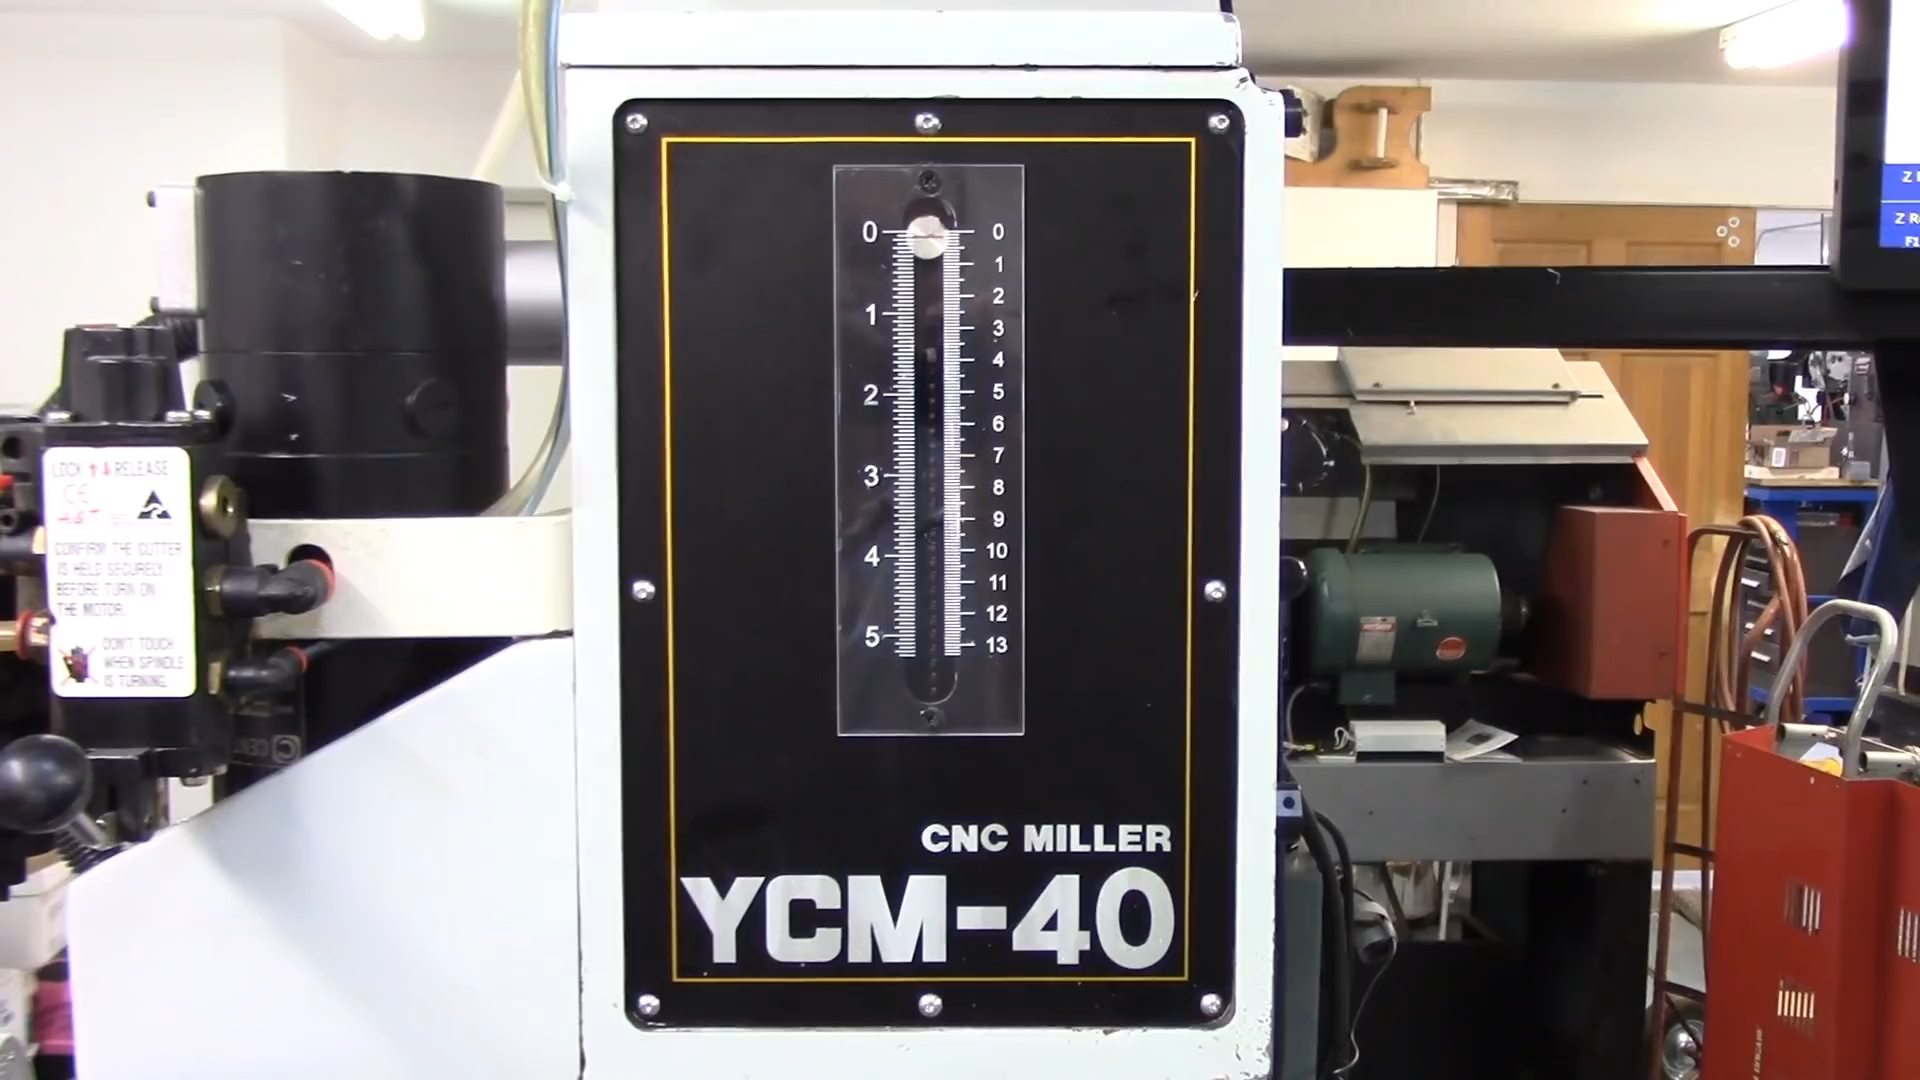 LOCK RELEASE
CE
CONFIRM THE CUTTER
IS HELD SECURELY
BEFORE TURN ON
THE MOTOR.
DON'T TOUCH
WHEN SPINDLE
IS TURNING.
0 0
1
2
1 3
4
2 5
6
7
3 8
9
4 10
11
12
5 13
CNC MILLER
YCM-40
Z
Z R
F1